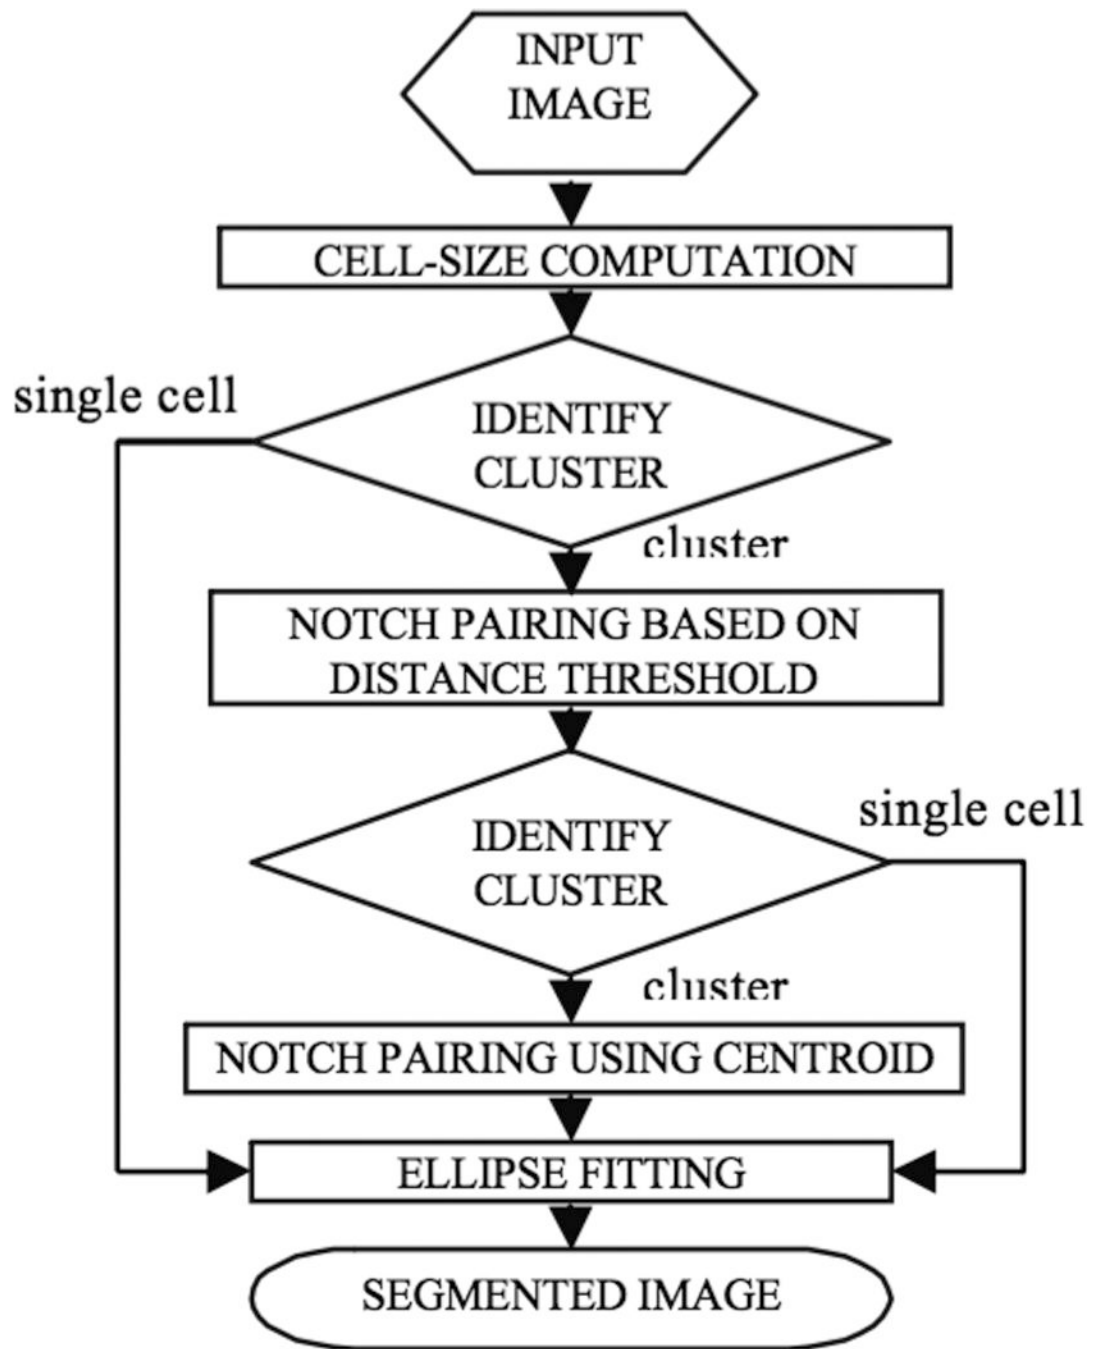 INPUT
IMAGE
CELL-SIZE COMPUTATION
single cell
IDENTIFY
CLUSTER
cluster
NOTCH PAIRING BASED ON
DISTANCE THRESHOLD
single cell
IDENTIFY
CLUSTER
cluster
NOTCH PAIRING USING CENTROID
ELLIPSE FITTING
SEGMENTED IMAGE